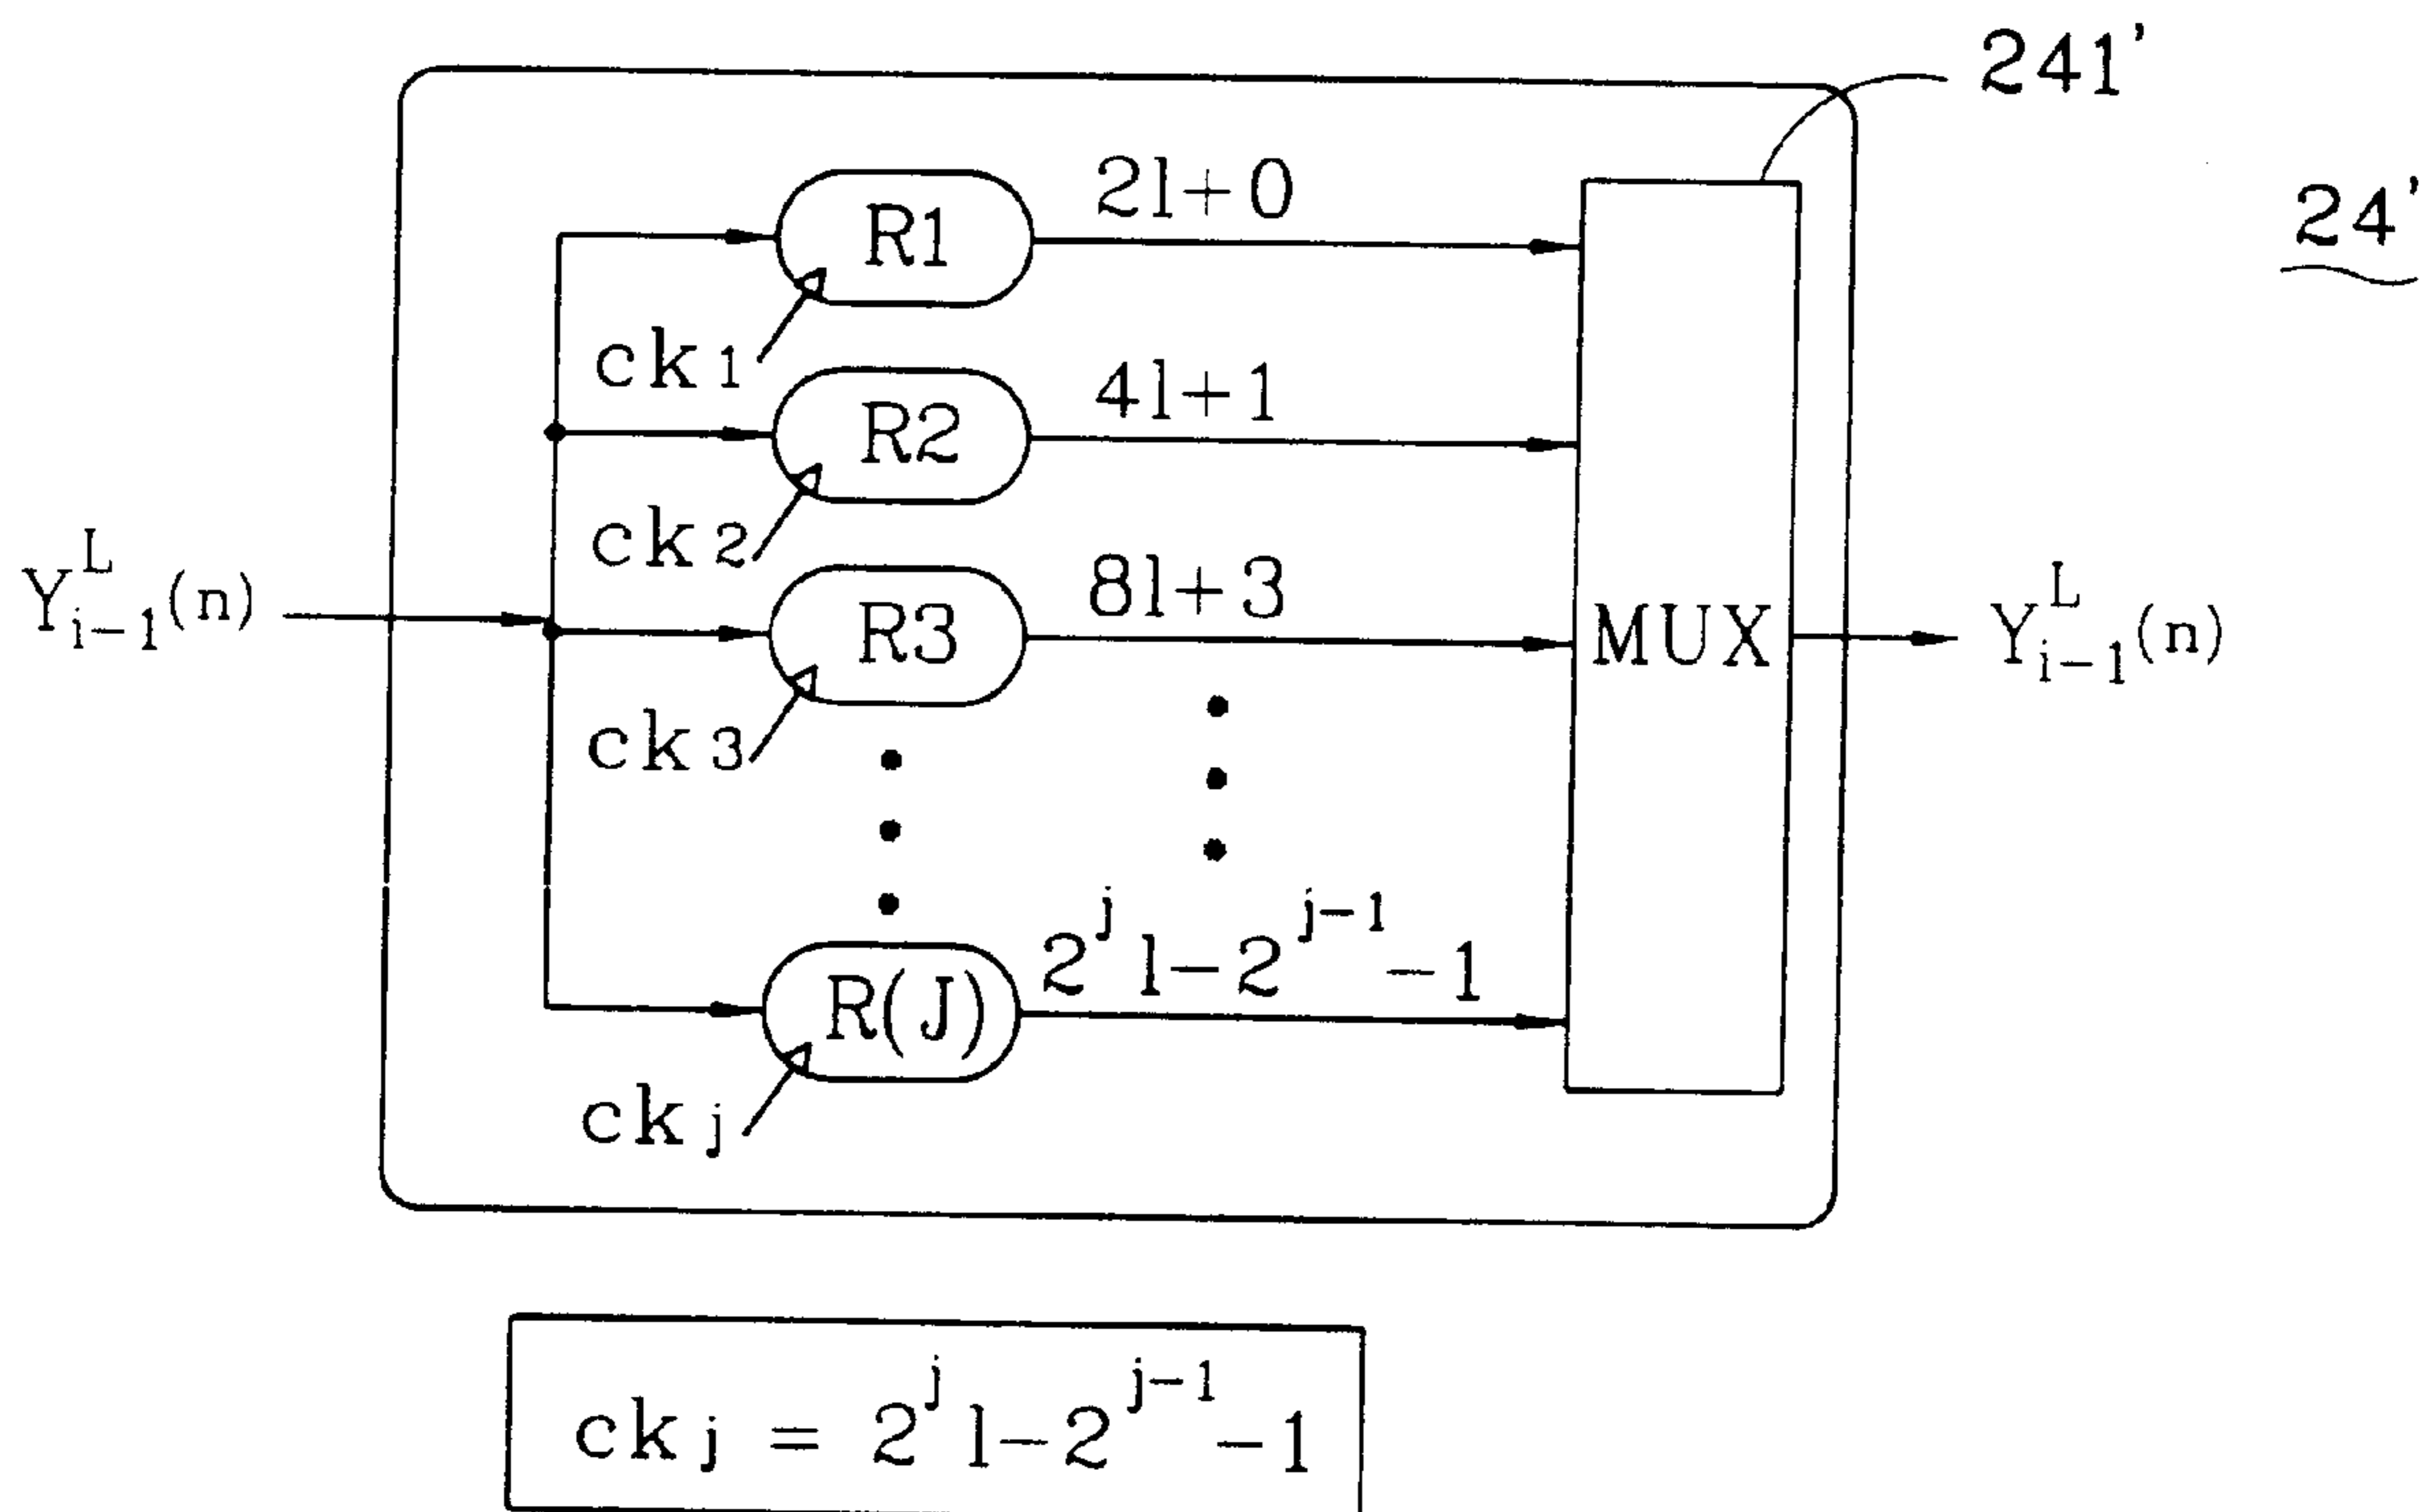 241'
24'
R1
2l+0
ck1
R2
4l+1
ck2
Y^L_{i-1}(n)
R3
8l+3
ck3
MUX
Y^L_{i-1}(n)
R(J)
2^j l-2^{j-1}-1
ckj
ckj = 2^j l-2^{j-1}-1